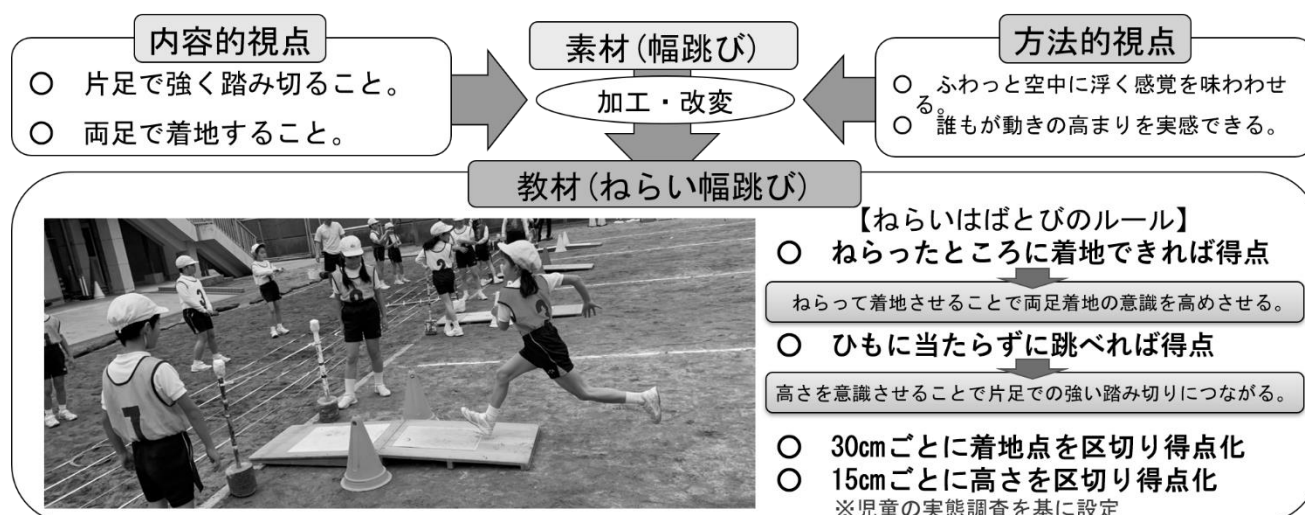 内容的視点
○ 片足で強く踏み切ること。
○ 両足で着地すること。
素材(幅跳び)
加工・改変
方法的視点
○ ふわっと空中に浮く感覚を味わわせ
る。
○ 誰もが動きの高まりを実感できる。
教材(ねらい幅跳び)
【ねらいはばとびのルール】
○ ねらったところに着地できれば得点
ねらって着地させることで両足着地の意識を高めさせる。
○ ひもに当たらずに跳べれば得点
高さを意識させることで片足での強い踏み切りにつながる。
○ 30㎝ごとに着地点を区切り得点化
○ 15㎝ごとに高さを区切り得点化
※児童の実態調査を基に設定
7
3
2